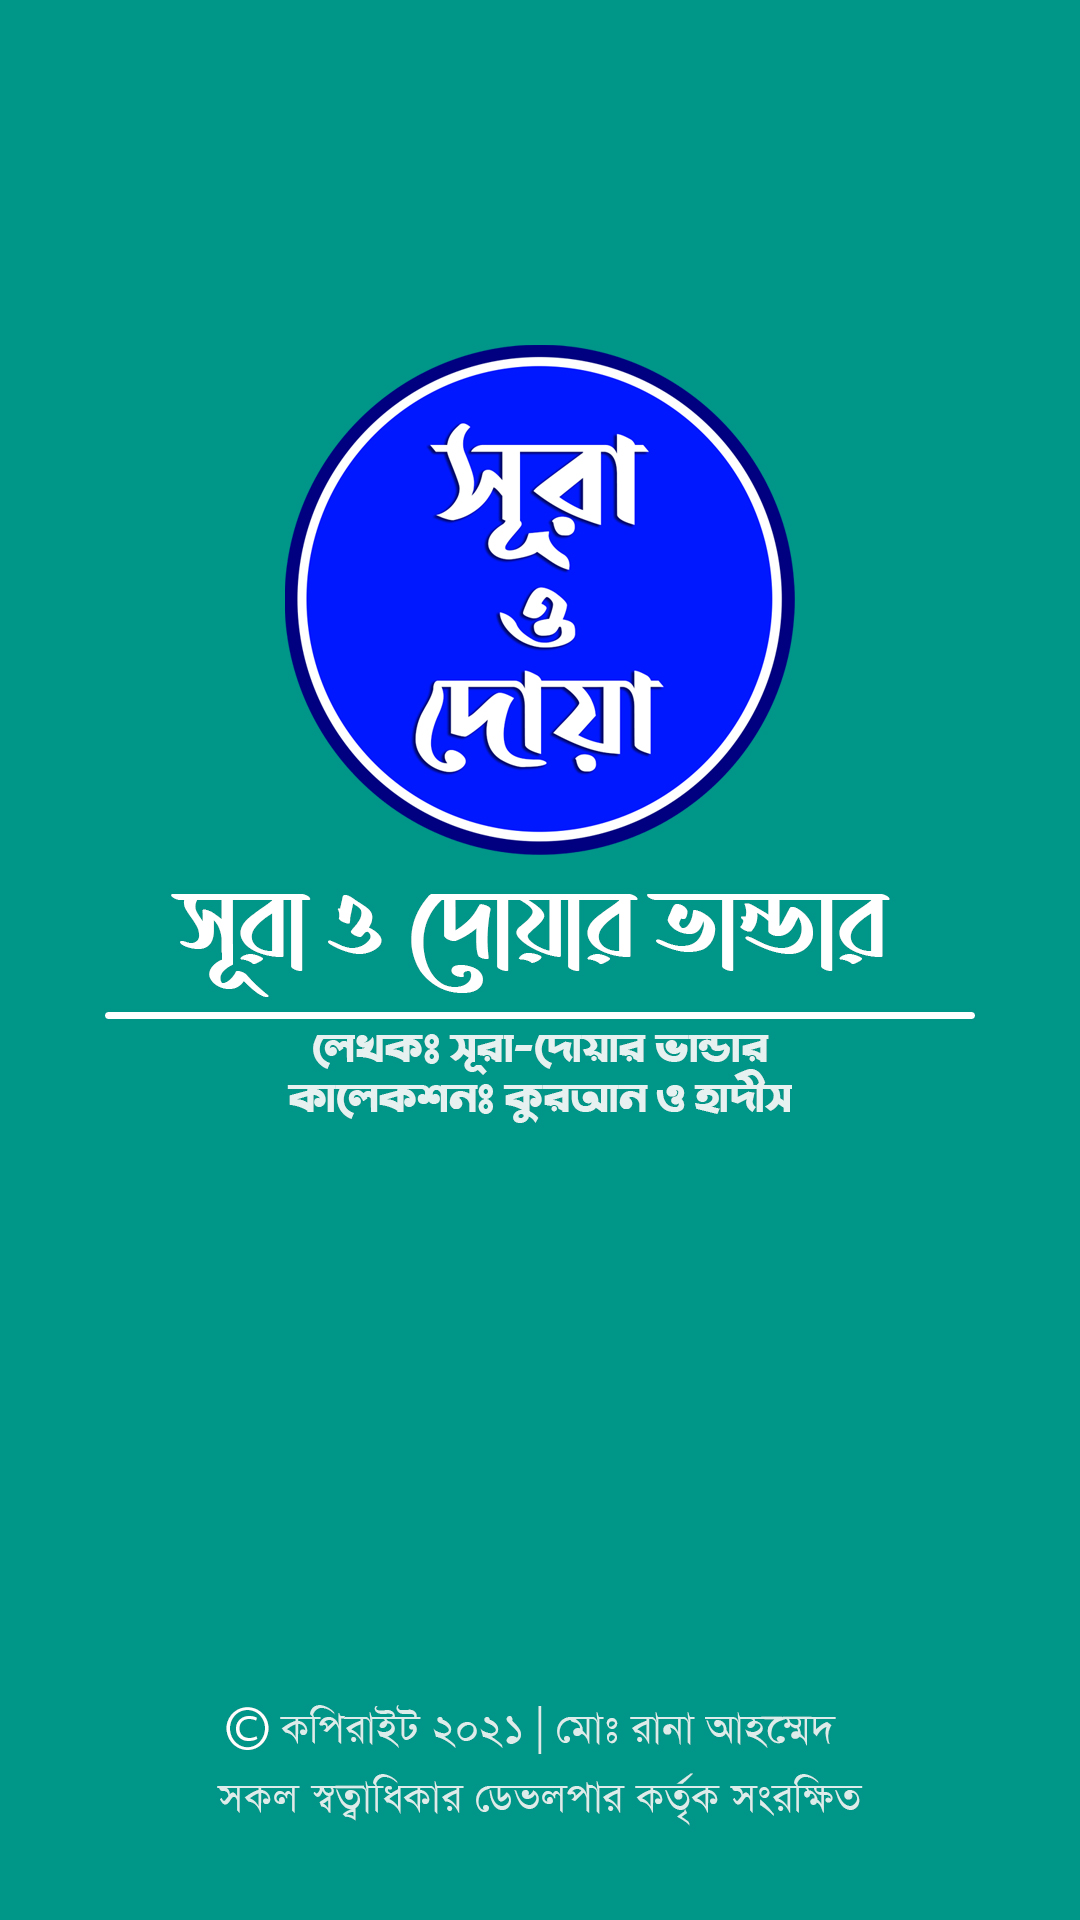 সূরা
ও
দোয়া
সূরা ও দোয়ার ভান্ডার
লেখকঃ সূরা-দোয়ার ভান্ডার
কালেকশনঃ কুরআন ও হাদীস
© কপিরাইট ২০২১ | মোঃ রানা আহম্মেদ
সকল স্বত্বাধিকার ডেভলপার কর্তৃক সংরক্ষিত